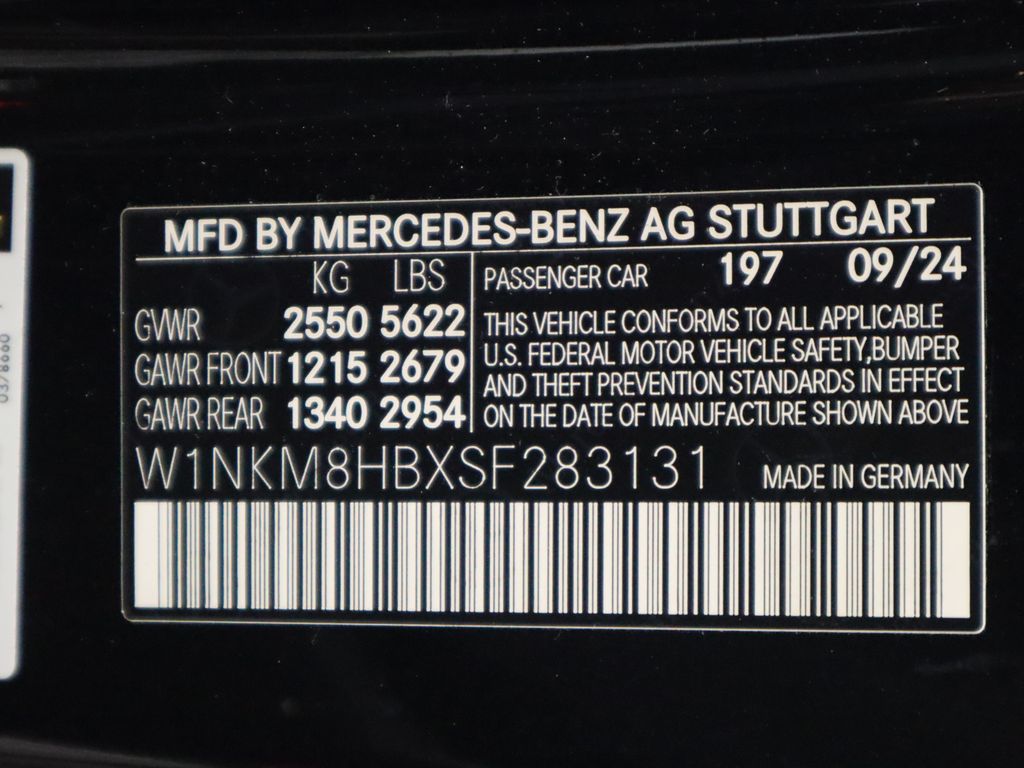 MFD BY MERCEDES-BENZ AG STUTTGART
KG LBS
GVWR 2550 5622
GAWR FRONT 1215 2679
GAWR REAR 1340 2954
PASSENGER CAR 197 09/24
THIS VEHICLE CONFORMS TO ALL APPLICABLE
U.S. FEDERAL MOTOR VEHICLE SAFETY,BUMPER
AND THEFT PREVENTION STANDARDS IN EFFECT
ON THE DATE OF MANUFACTURE SHOWN ABOVE
W1NKM8HBXSF283131
MADE IN GERMANY